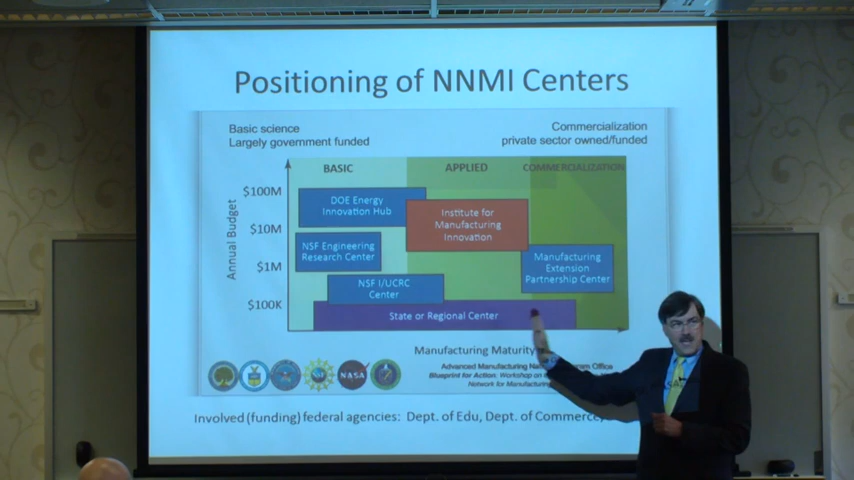 Positioning of NNMI Centers
Basic science
Largely government funded
Commercialization
private sector owned/funded
BASIC
APPLIED
COMMERCIALIZATION
Annual Budget
$100M
$10M
$1M
$100K
DOE Energy
Innovation Hub
Institute for
Manufacturing
Innovation
NSF Engineering
Research Center
Manufacturing
Extension
Partnership Center
NSF I/UCRC
Center
State or Regional Center
Manufacturing Maturity
Advanced Manufacturing Office
Blueprint for Action. Workshop on
Network for Manufacturing
NASA
Involved (funding) federal agencies: Dept. of Edu, Dept. of Commerce,